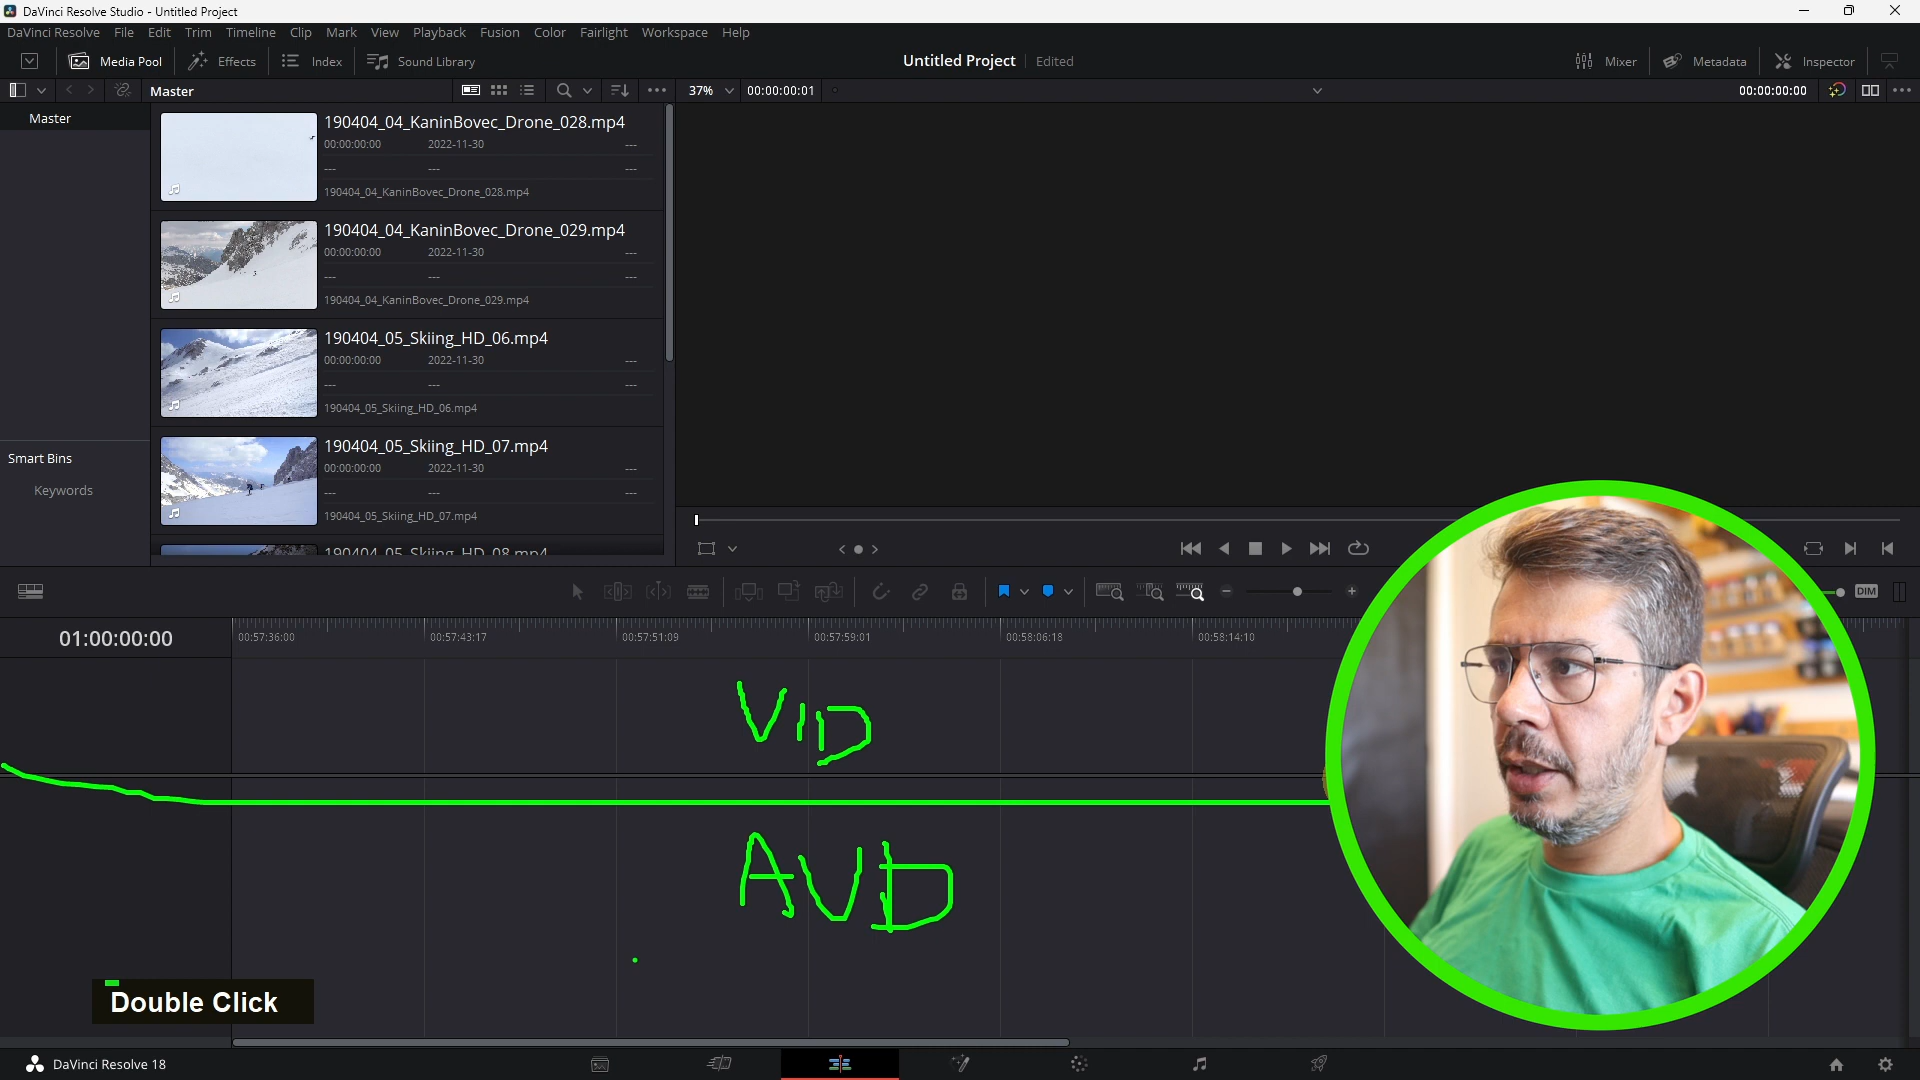 DaVinci Resolve Studio - Untitled Project
DaVinci Resolve File Edit Trim Timeline Clip Mark View Playback Fusion Color Fairlight Workspace Help
Media Pool Effects Index Sound Library Untitled Project Edited Mixer Metadata Inspector
Master 37% 00:00:00:01 00:00:00:00
Master
190404_04_KaninBovec_Drone_028.mp4
00:00:00:00 2022-11-30 ---
--- --- ---
190404_04_KaninBovec_Drone_028.mp4
190404_04_KaninBovec_Drone_029.mp4
00:00:00:00 2022-11-30 ---
--- --- ---
190404_04_KaninBovec_Drone_029.mp4
190404_05_Skiing_HD_06.mp4
00:00:00:00 2022-11-30 ---
--- --- ---
190404_05_Skiing_HD_06.mp4
190404_05_Skiing_HD_07.mp4
00:00:00:00 2022-11-30 ---
--- --- ---
190404_05_Skiing_HD_07.mp4
190404_05_Skiing_HD_08.mp4
Smart Bins
Keywords
DIM
01:00:00:00
00:57:36:00 00:57:43:17 00:57:51:09 00:57:59:01 00:58:06:18 00:58:14:10
VID
AUD
Double Click
DaVinci Resolve 18